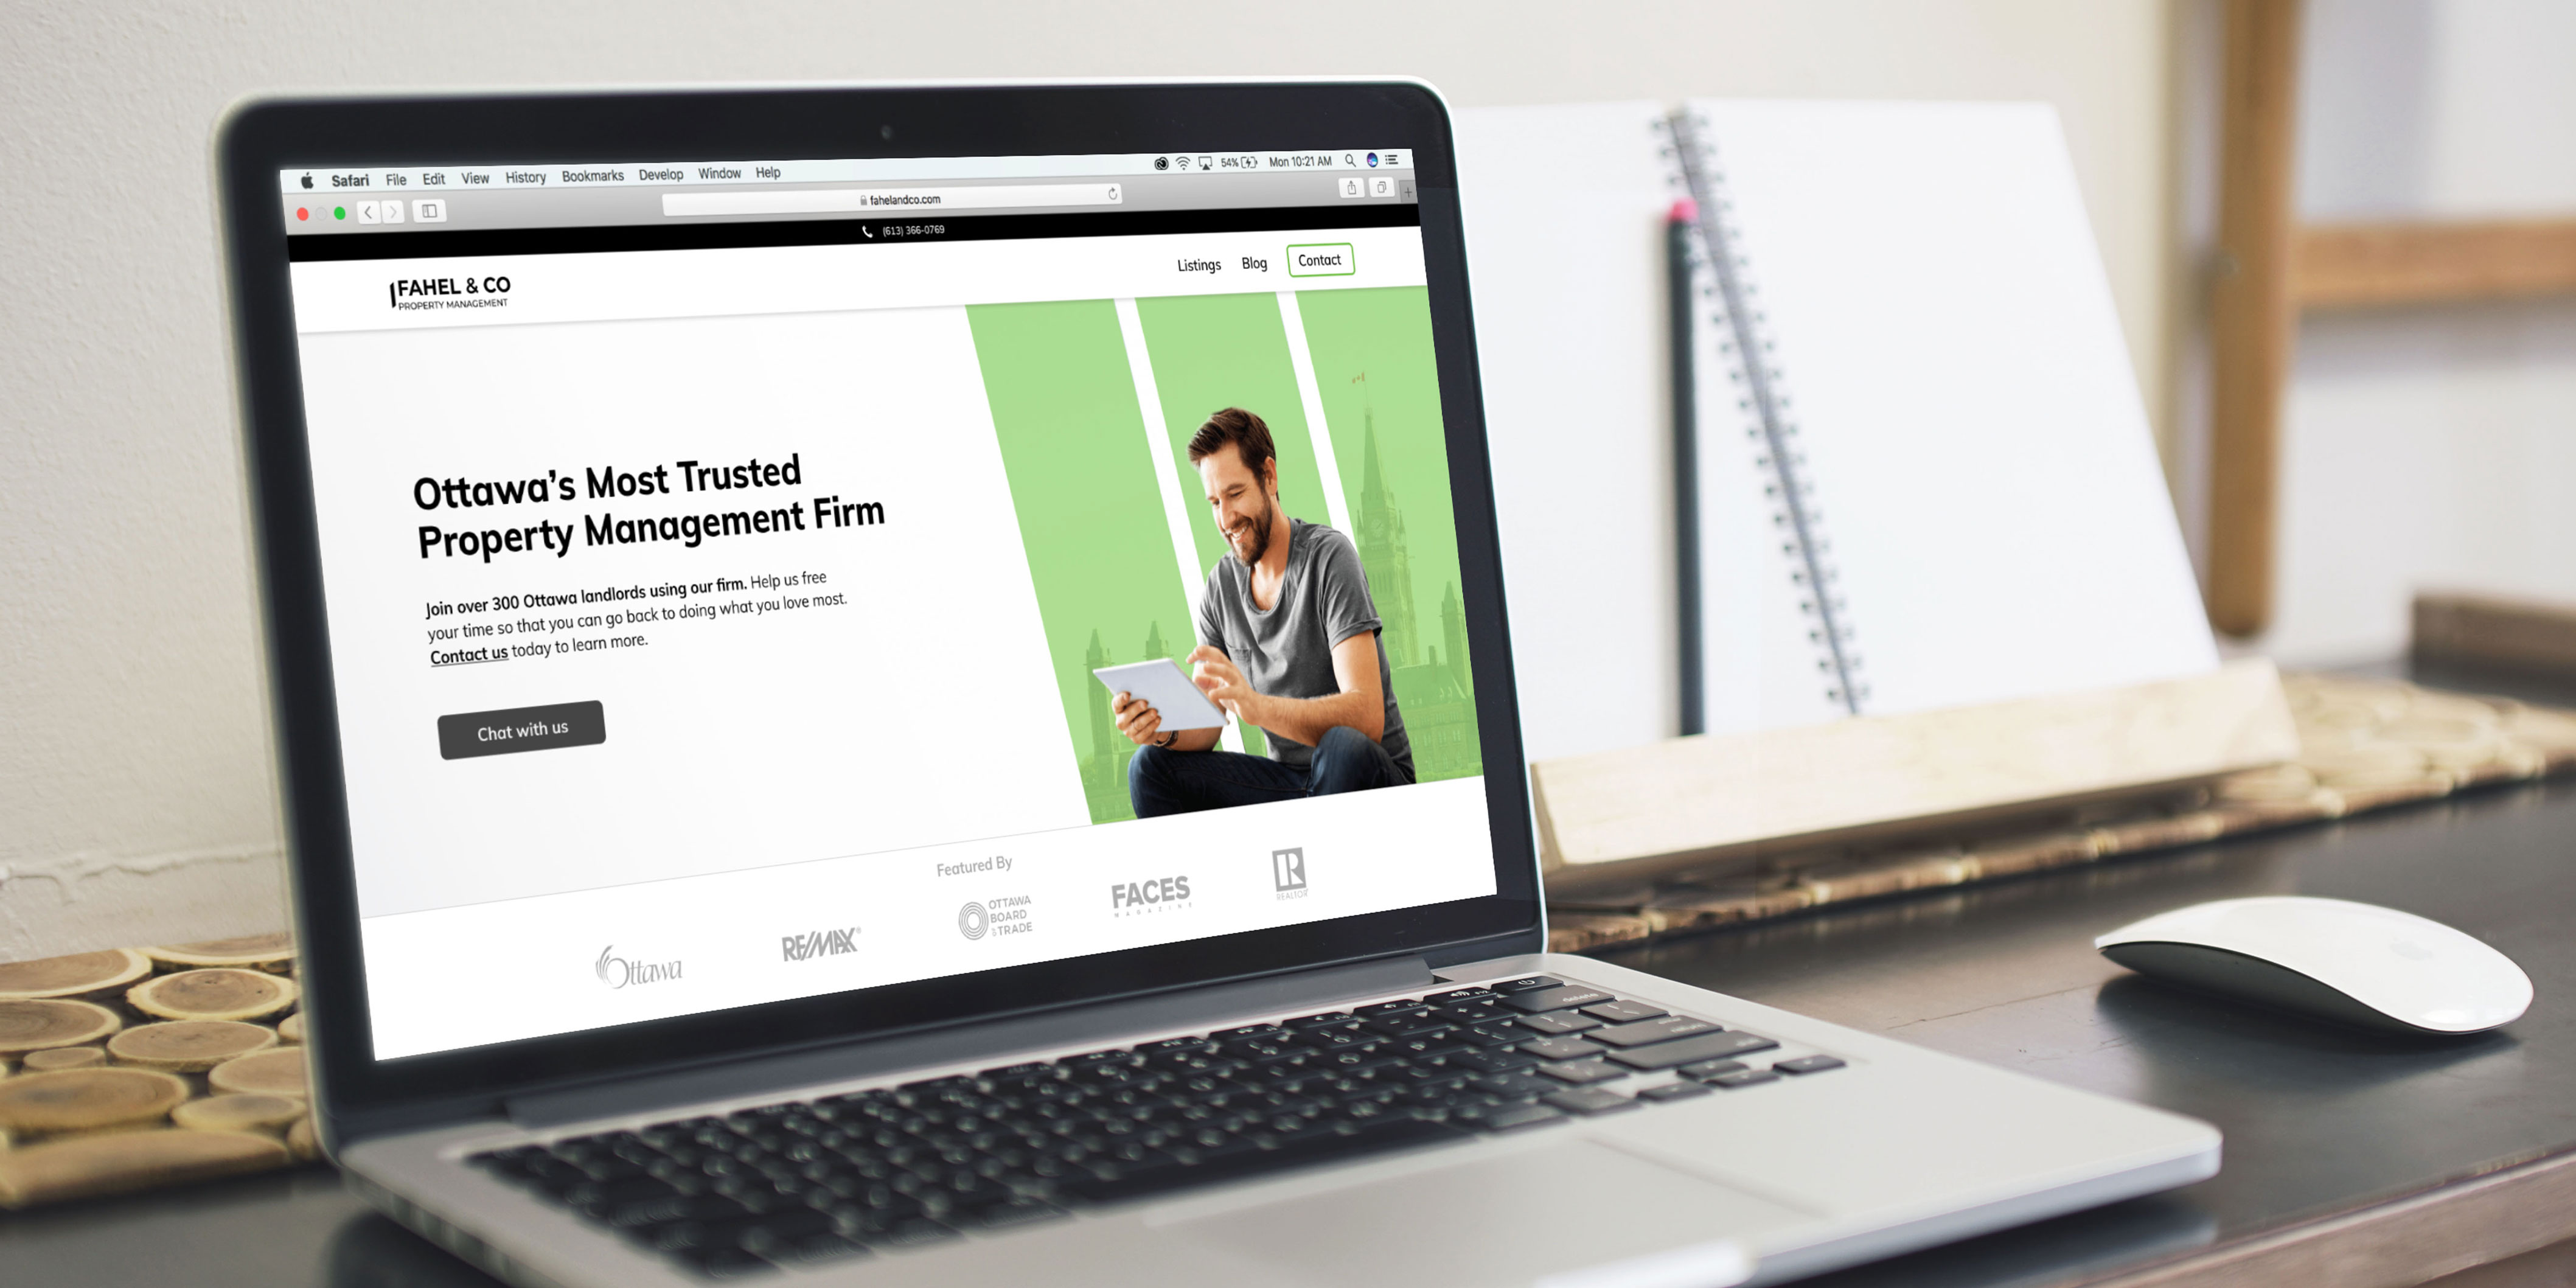 Safari File Edit View History Bookmarks Develop Window Help
54% Mon 10:21 AM
fahelandco.com
(613) 366-0769
FAHEL & CO
PROPERTY MANAGEMENT
Listings Blog Contact
Ottawa's Most Trusted
Property Management Firm
Join over 300 Ottawa landlords using our firm. Help us free
your time so that you can go back to doing what you love most.
Contact us today to learn more.
Chat with us
Featured By
Ottawa
RE/MAX®
OTTAWA
BOARD
OF TRADE
FACES
MAGAZINE
R
REALTOR